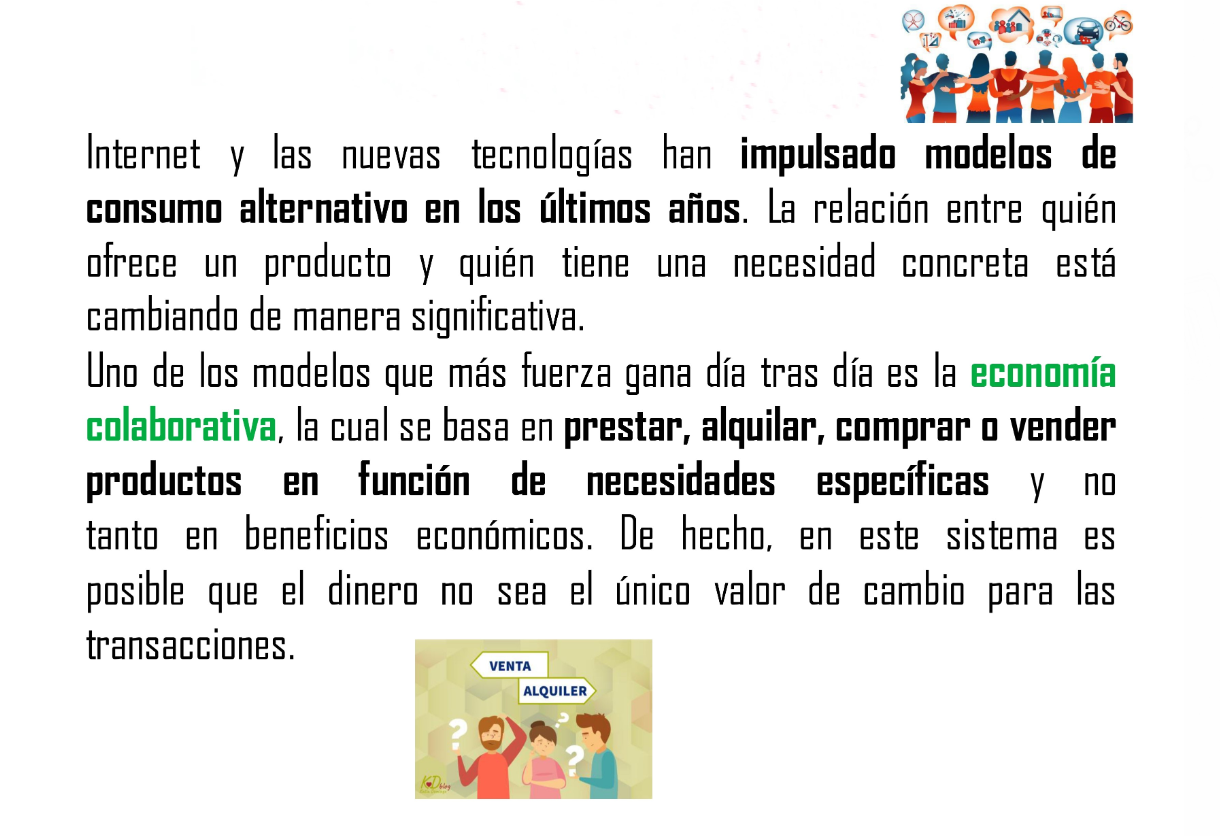 Internet y las nuevas tecnologías han impulsado modelos de
consumo alternativo en los últimos años. La relación entre quién
ofrece un producto y quién tiene una necesidad concreta está
cambiando de manera significativa.
Uno de los modelos que más fuerza gana día tras día es la economía
colaborativa, la cual se basa en prestar, alquilar, comprar o vender
productos en función de necesidades específicas y no
tanto en beneficios económicos. De hecho, en este sistema es
posible que el dinero no sea el único valor de cambio para las
transacciones.
VENTA
ALQUILER
?
?
?